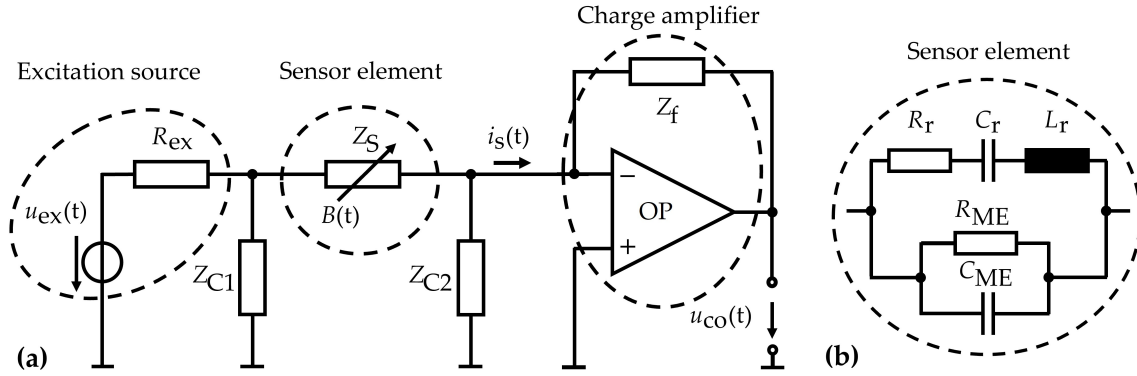 Charge amplifier
Excitation source
Sensor element
Sensor element
Z_f
R_r
C_r
L_r
R_ex
Z_S
i_s(t)
−
OP
+
u_ex(t)
B(t)
R_ME
C_ME
Z_C1
Z_C2
u_co(t)
(a)
(b)